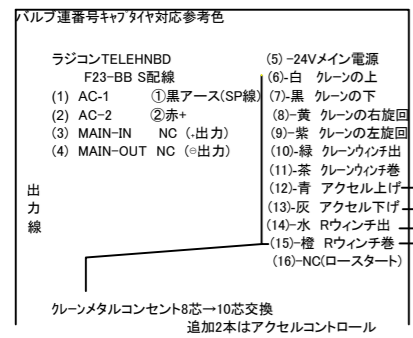 バルブ連番号ｷｬﾌﾟﾀｲﾔ対応参考色
ラジコンTELEHNBD
F23-BB S配線
(1) AC-1 ①黒アース(SP線)
(2) AC-2 ②赤+
(3) MAIN-IN NC (+出力)
(4) MAIN-OUT NC (⊖出力)
出力線
(5) -24Vメイン電源
(6)-白 ｸﾚｰﾝの上
(7)-黒 ｸﾚｰﾝの下
(8)-黄 ｸﾚｰﾝの右旋回
(9)-紫 ｸﾚｰﾝの左旋回
(10)-緑 ｸﾚｰﾝｳｨﾝﾁ出
(11)-茶 ｸﾚｰﾝｳｨﾝﾁ巻
(12)-青 アクセル上げ
(13)-灰 アクセル下げ
(14)-水 Rウィンチ出
(15)-橙 Rウィンチ巻
(16)-NC(ロースタート)
ｸﾚｰﾝメタルコンセント8芯→10芯交換
追加2本はアクセルコントロール